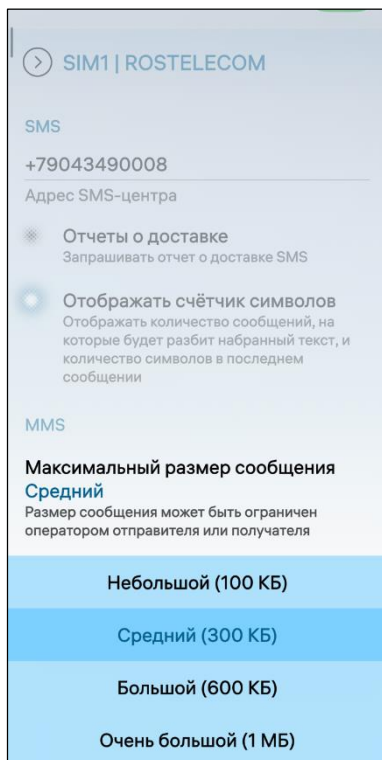 SIM1 | ROSTELECOM
SMS
+79043490008
Адрес SMS-центра
Отчеты о доставке
Запрашивать отчет о доставке SMS
Отображать счётчик символов
Отображать количество сообщений, на
которые будет разбит набранный текст, и
количество символов в последнем
сообщении
MMS
Максимальный размер сообщения
Средний
Размер сообщения может быть ограничен
оператором отправителя или получателя
Небольшой (100 КБ)
Средний (300 КБ)
Большой (600 КБ)
Очень большой (1 МБ)